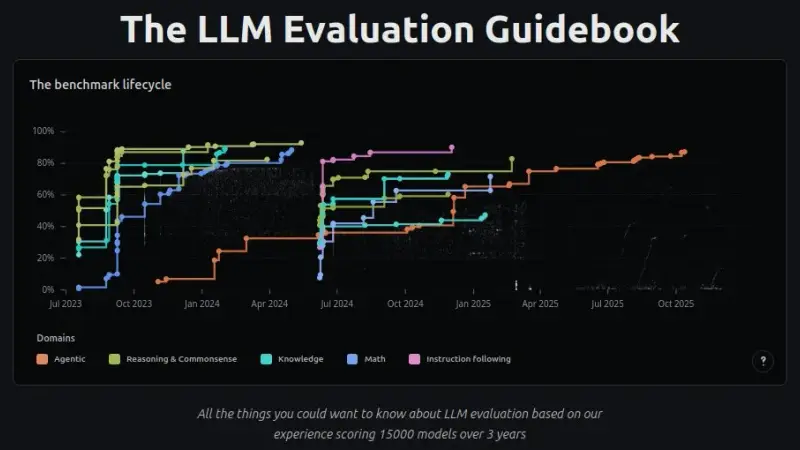 The LLM Evaluation Guidebook
The benchmark lifecycle
100%
80%
60%
40%
20%
0%
Jul 2023 Oct 2023 Jan 2024 Apr 2024 Jul 2024 Oct 2024 Jan 2025 Apr 2025 Jul 2025 Oct 2025
Domains
Agentic Reasoning & Commonsense Knowledge Math Instruction following
?
All the things you could want to know about LLM evaluation based on our
experience scoring 15000 models over 3 years